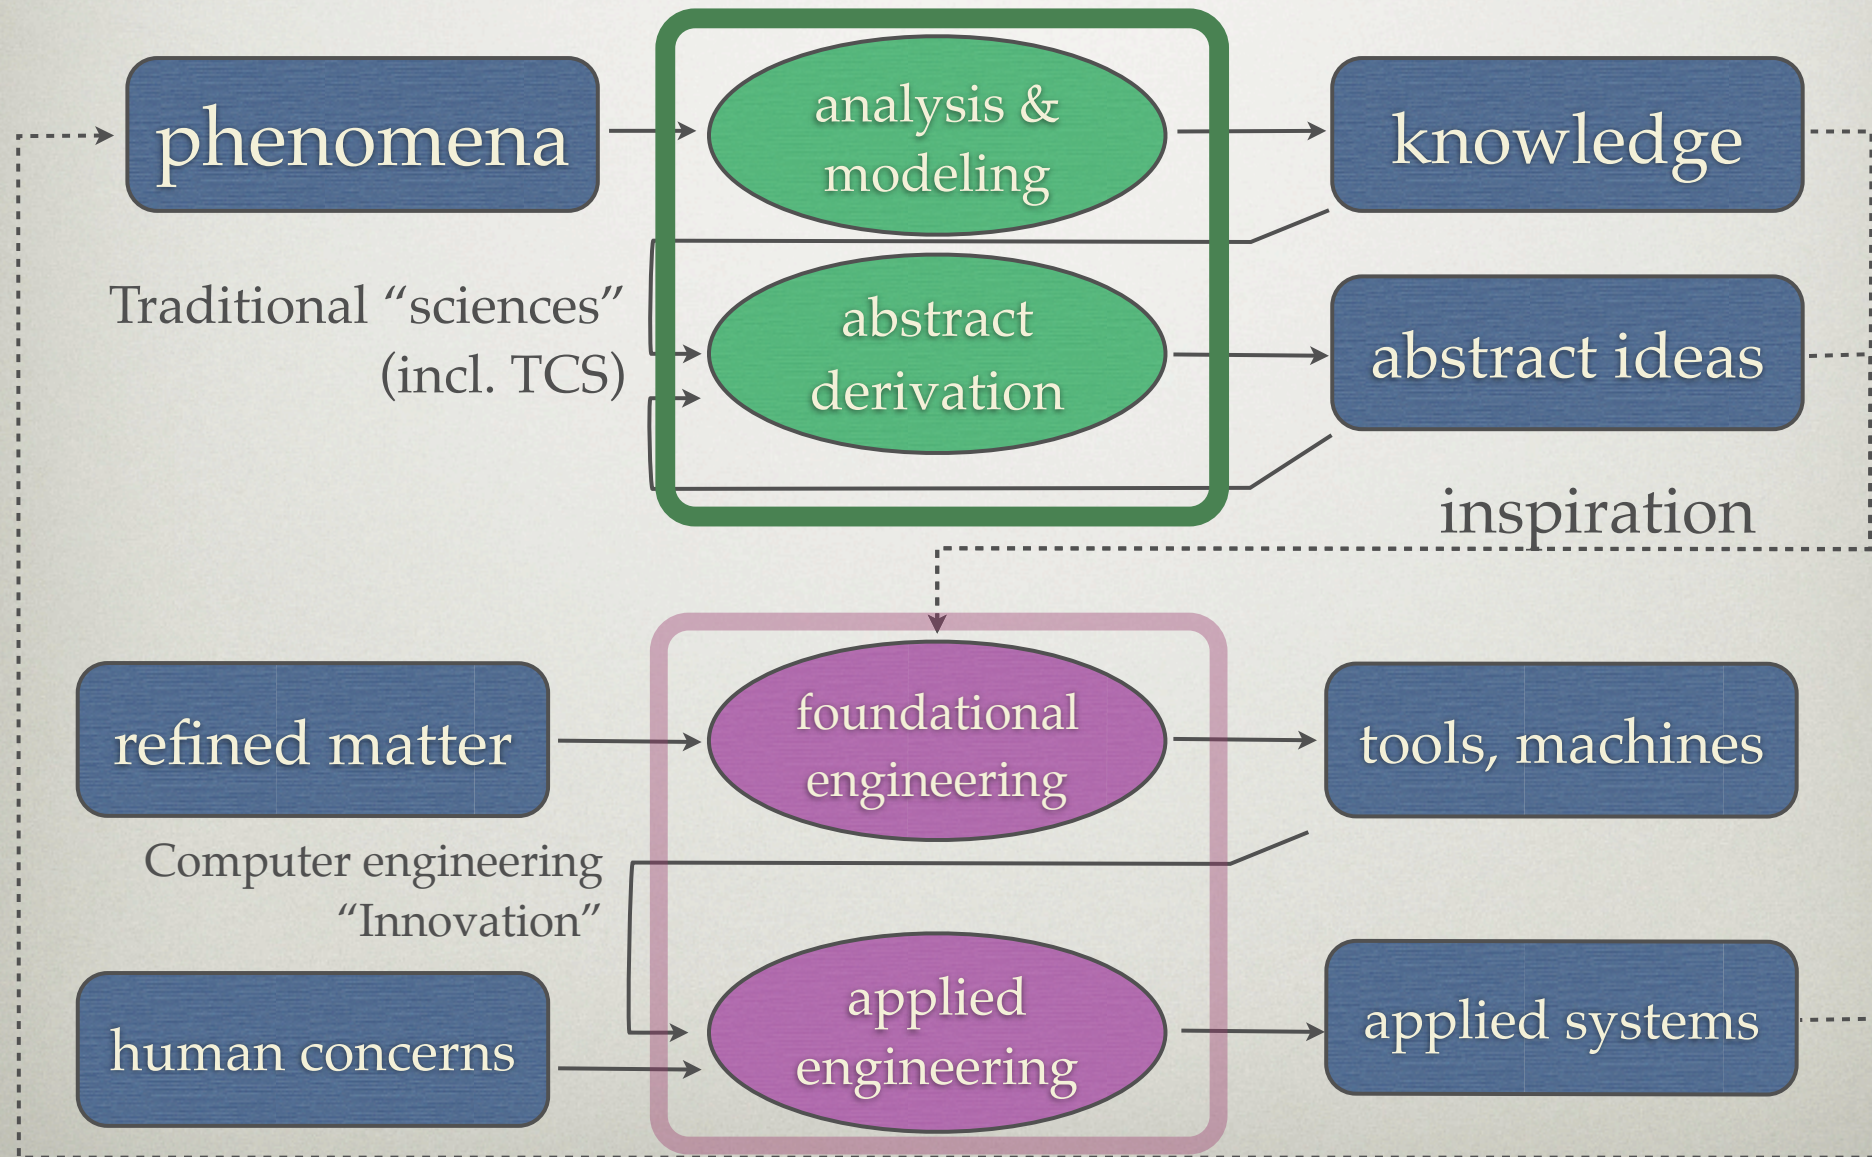 phenomena
analysis &
modeling
knowledge
Traditional “sciences”
(incl. TCS)
abstract
derivation
abstract ideas
inspiration
refined matter
foundational
engineering
tools, machines
Computer engineering
“Innovation”
human concerns
applied
engineering
applied systems